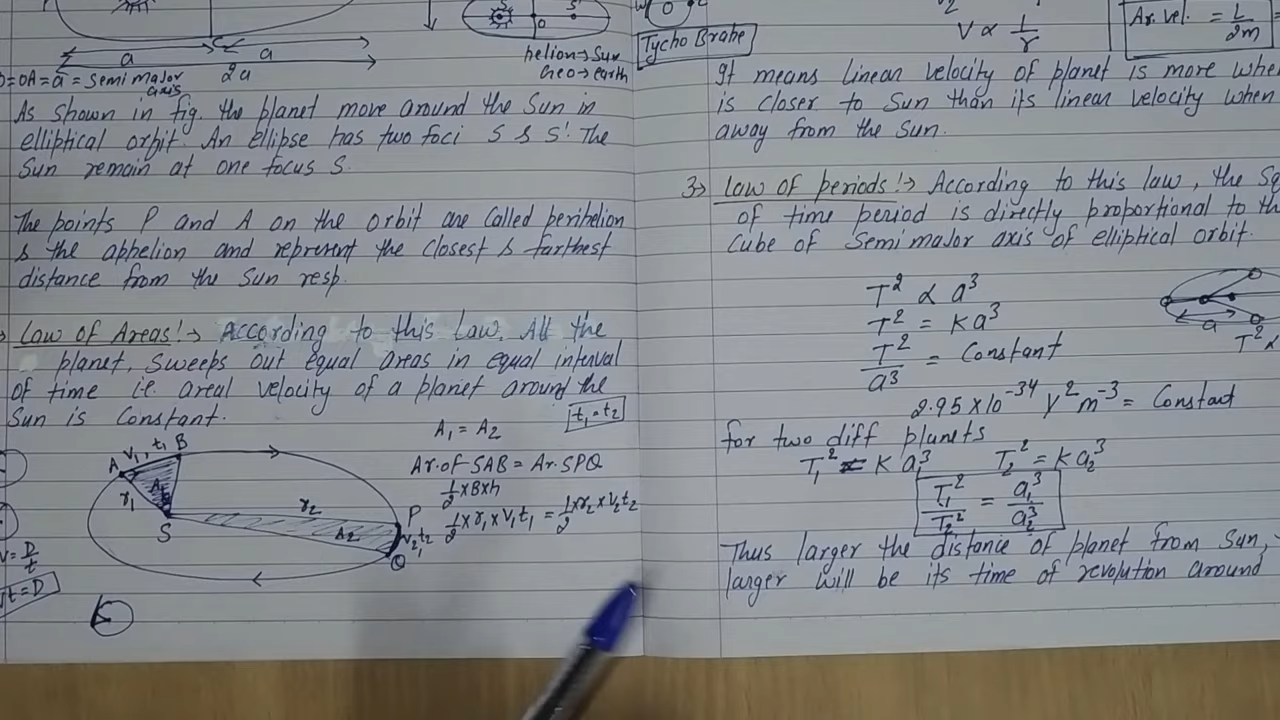 a a
2a
= OA = a = Semi major
axis
S O S'
helion → Sun
Geo → earth
As shown in fig. the planet move around the Sun in
elliptical orbit. An ellipse has two foci S & S'. The
Sun remain at one focus S.
The points P and A on the orbit are called perihelion
& the aphelion and represent the closest & farthest
distance from the Sun resp.
Law of Areas!→ According to this Law. All the
planet, Sweeps out equal areas in equal interval
of time i.e. areal velocity of a planet around the
Sun is Constant.
t₁ = t₂
A₁ = A₂
Ar. of SAB = Ar. SPQ
½ × B × h
½ × r₁ × v₁t₁ = ½ × r₂ × v₂t₂
A v₁, t₁ B
r₁ A₁
S r₂ A₂
P
v₂t₂
Q
V = D/t
Vt = D
Tycho Brahe
v₂
V ∝ 1/r
Ar. vel. = L/2m
It means linear velocity of planet is more whe
is closer to Sun than its linear velocity when
away from the Sun.
3→ Law of periods!→ According to this law, the Sq
of time period is directly proportional to th
Cube of Semi major axis of elliptical orbit.
T² ∝ a³
T² = Ka³
T²/a³ = Constant
a
T² ∝
2.95 × 10⁻³⁴ y² m⁻³ = Constant
for two diff planets
T₁² = K a₁³ T₂² = K a₂³
T₁²/T₂² = a₁³/a₂³
Thus larger the distance of planet from Sun,
larger will be its time of revolution around